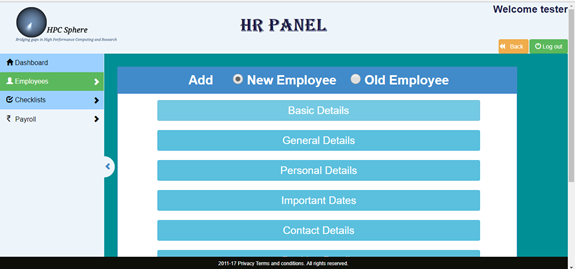 HPC Sphere
Bridging gaps in High Performance Computing and Research
HR PANEL
Welcome tester
Back
Log out
Dashboard
Employees
Checklists
₹ Payroll
Add New Employee Old Employee
Basic Details
General Details
Personal Details
Important Dates
Contact Details
2011-17 Privacy Terms and conditions. All rights reserved.